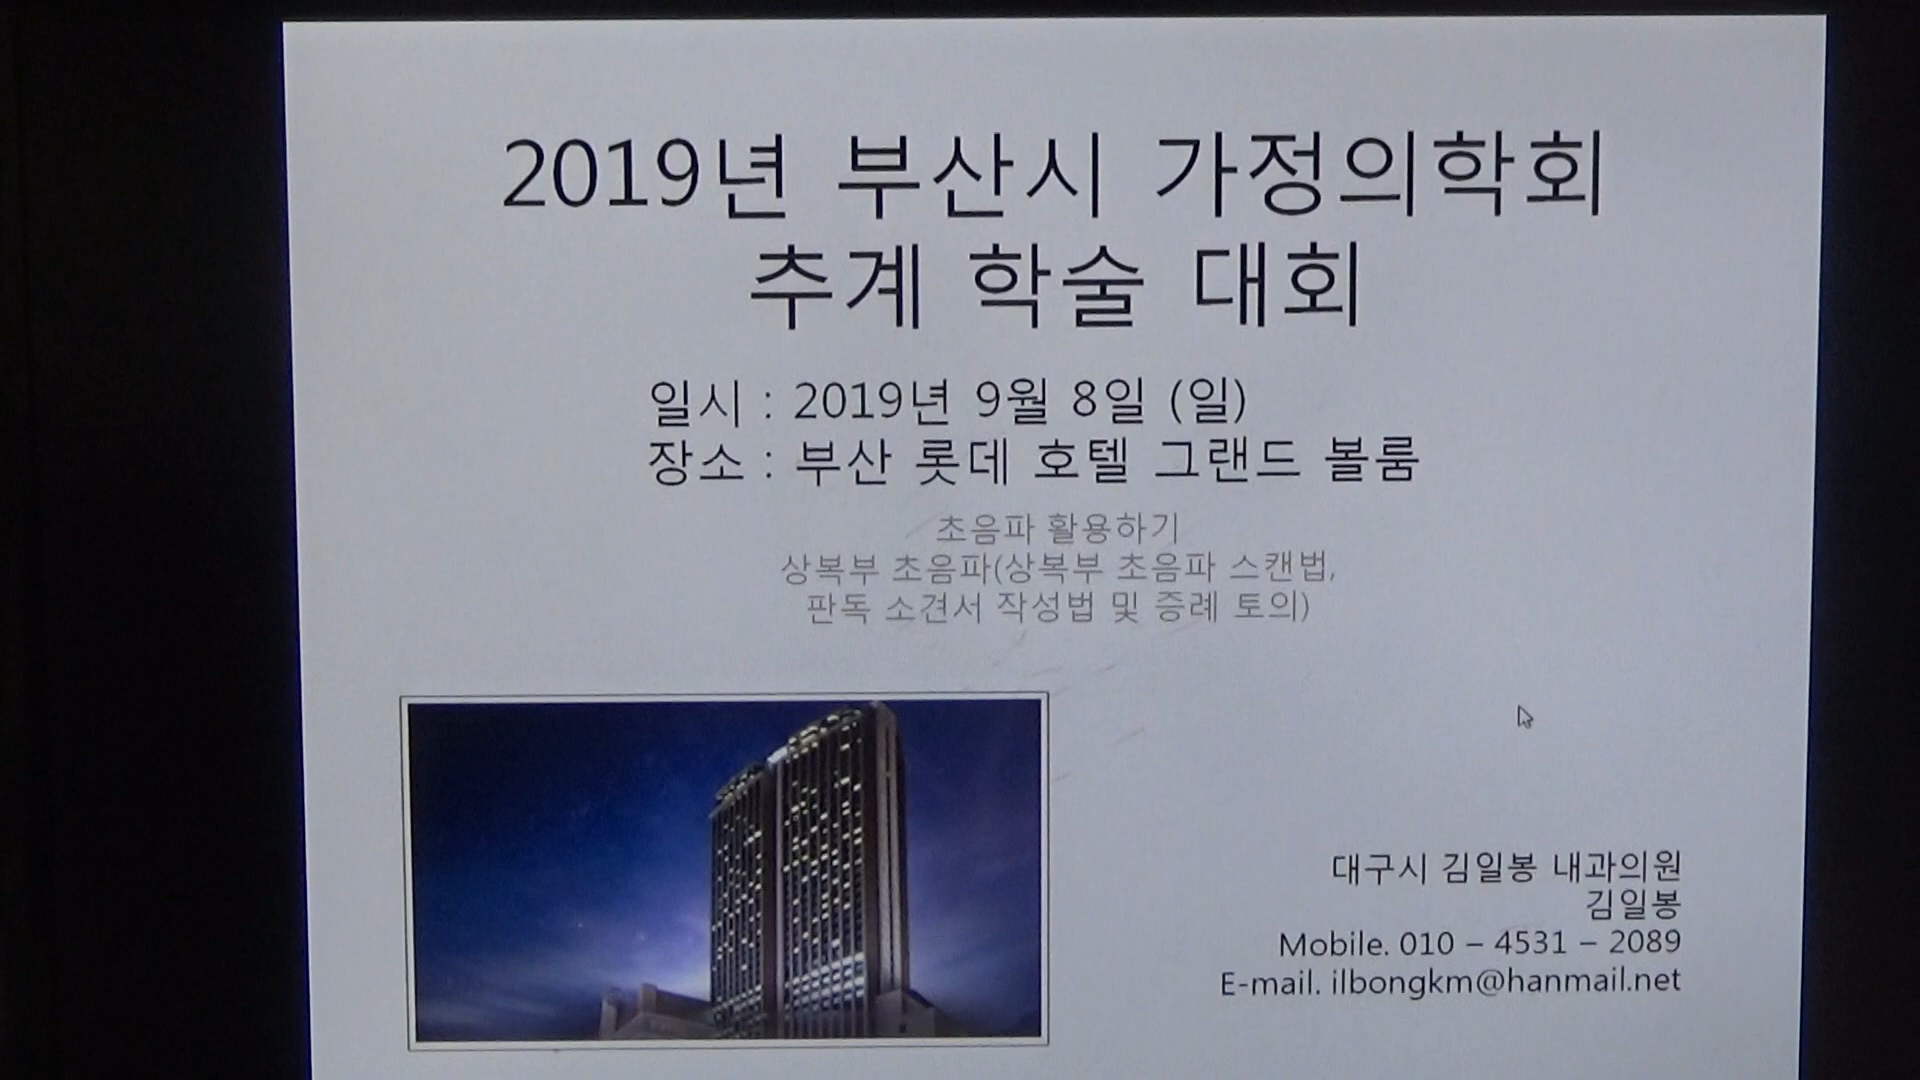 2019년 부산시 가정의학회
추계 학술 대회
일시 : 2019년 9월 8일 (일)
장소 : 부산 롯데 호텔 그랜드 볼룸
초음파 활용하기
상복부 초음파(상복부 초음파 스캔법,
판독 소견서 작성법 및 증례 토의)
대구시 김일봉 내과의원
김일봉
Mobile. 010 – 4531 – 2089
E-mail. ilbongkm@hanmail.net